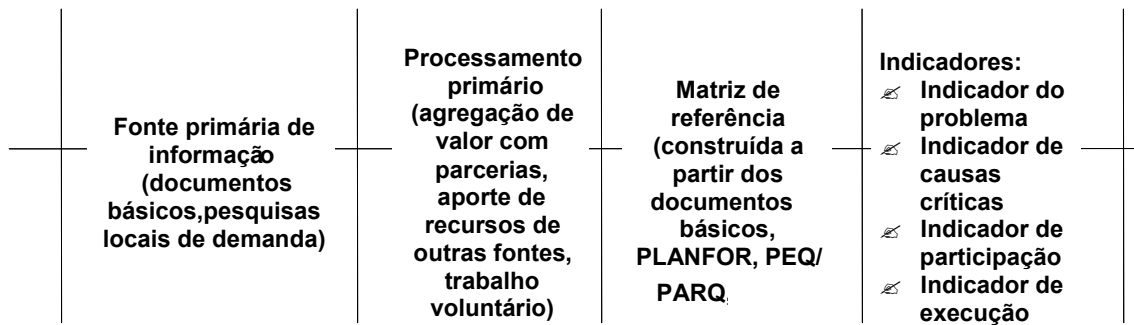 Fonte primária de
informação
(documentos
básicos,pesquisas
locais de demanda)
Processamento
primário
(agregação de
valor com
parcerias,
aporte de
recursos de
outras fontes,
trabalho
voluntário)
Matriz de
referência
(construída a
partir dos
documentos
básicos,
PLANFOR, PEQ/
PARQ
Indicadores:
Indicador do
problema
Indicador de
causas
críticas
Indicador de
participação
Indicador de
execução